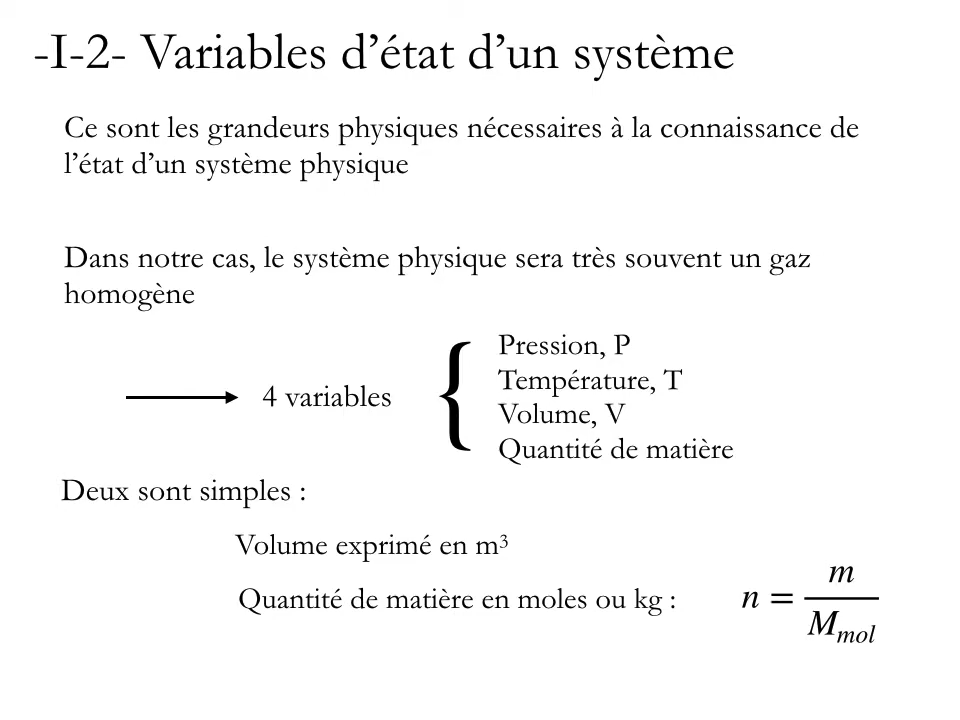 -I-2- Variables d’état d’un système
Ce sont les grandeurs physiques nécessaires à la connaissance de
l’état d’un système physique
Dans notre cas, le système physique sera très souvent un gaz
homogène
4 variables
{
Pression, P
Température, T
Volume, V
Quantité de matière
Deux sont simples :
Volume exprimé en m³
Quantité de matière en moles ou kg :
n = m / M_mol